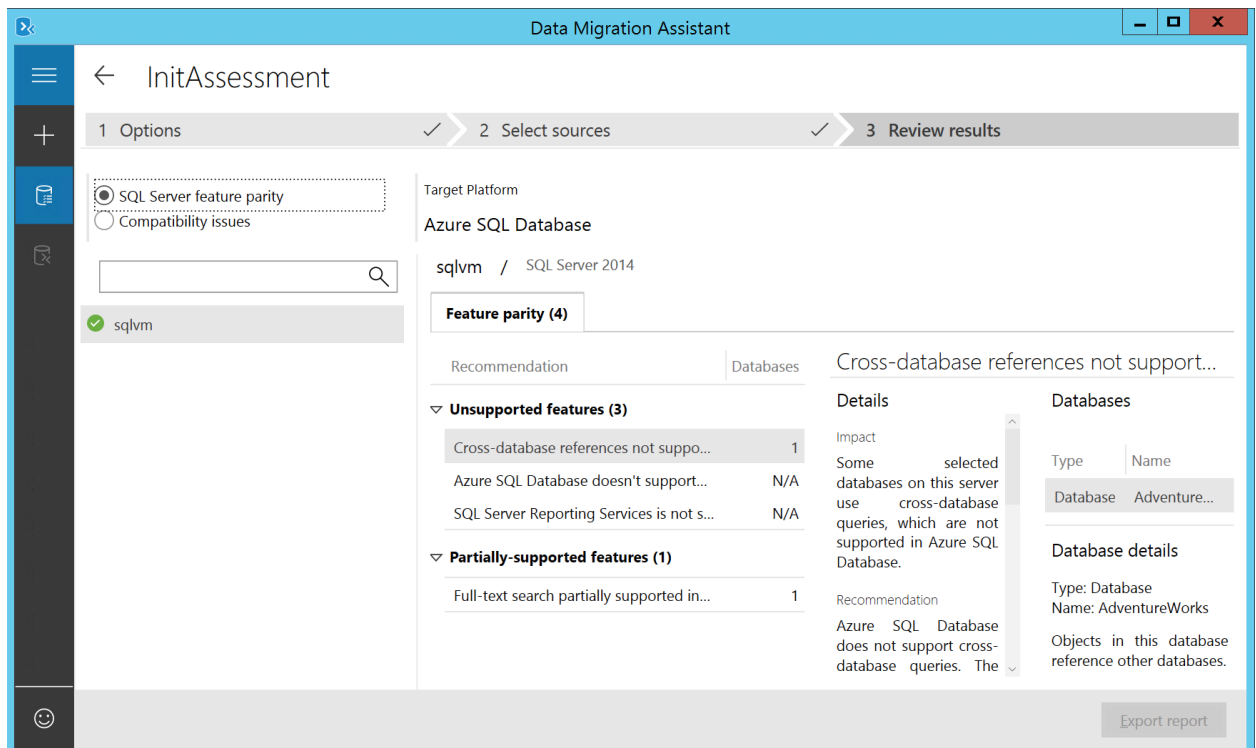 Data Migration Assistant
InitAssessment
1 Options
2 Select sources
3 Review results
SQL Server feature parity
Compatibility issues
sqlvm
Target Platform
Azure SQL Database
sqlvm / SQL Server 2014
Feature parity (4)
Recommendation Databases
Unsupported features (3)
Cross-database references not suppo... 1
Azure SQL Database doesn't support... N/A
SQL Server Reporting Services is not s... N/A
Partially-supported features (1)
Full-text search partially supported in... 1
Cross-database references not support...
Details
Impact
Some selected
databases on this server
use cross-database
queries, which are not
supported in Azure SQL
Database.
Recommendation
Azure SQL Database
does not support cross-
database queries. The
Databases
Type Name
Database Adventure...
Database details
Type: Database
Name: AdventureWorks
Objects in this database
reference other databases.
Export report